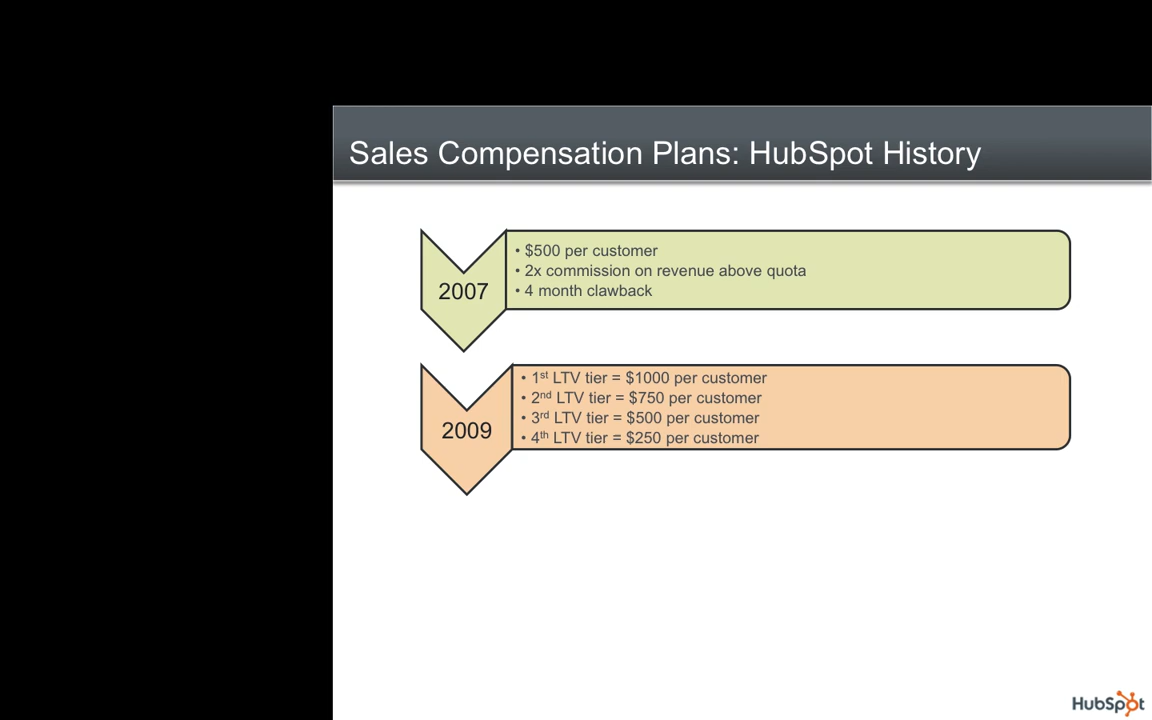 Sales Compensation Plans: HubSpot History
2007
• $500 per customer
• 2x commission on revenue above quota
• 4 month clawback
2009
• 1st LTV tier = $1000 per customer
• 2nd LTV tier = $750 per customer
• 3rd LTV tier = $500 per customer
• 4th LTV tier = $250 per customer
HubSpot